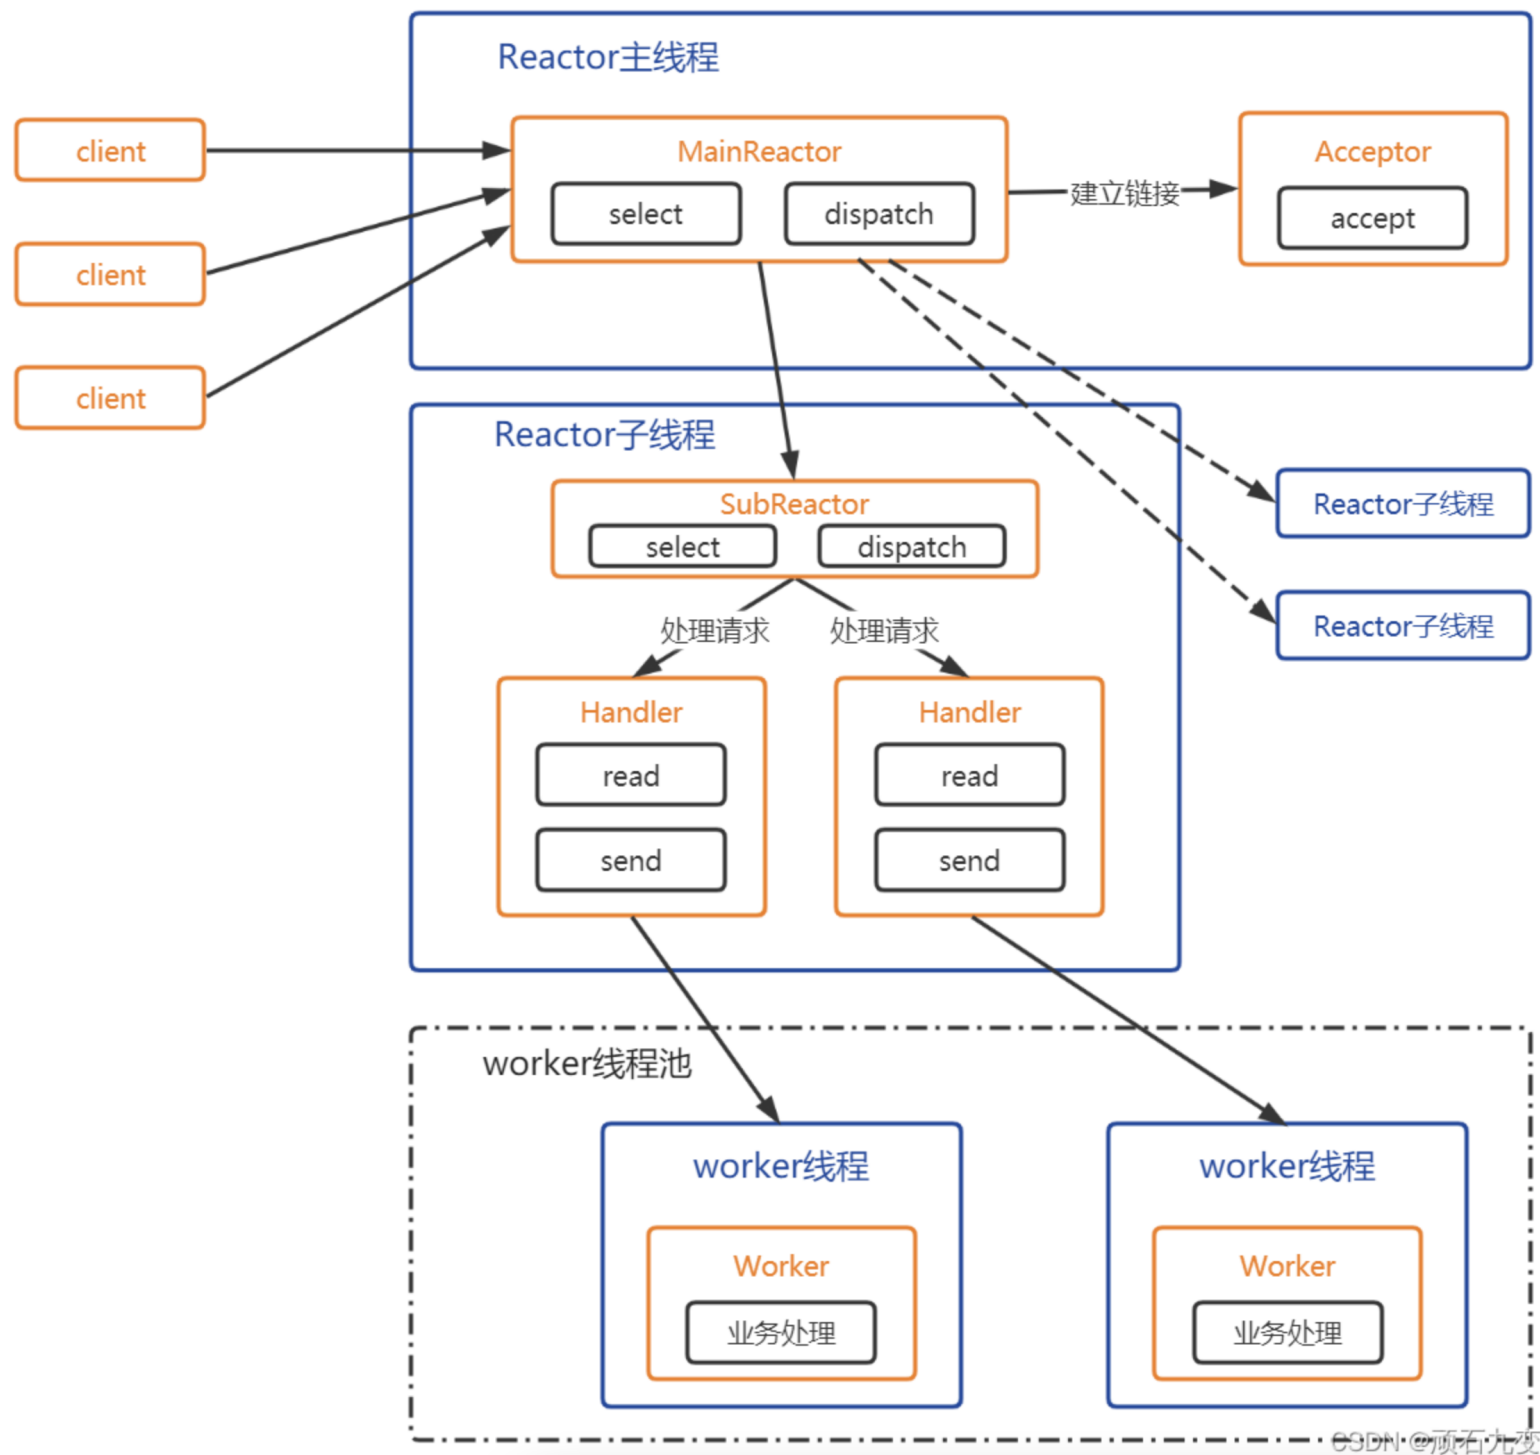 Reactor主线程
client
MainReactor
Acceptor
select
dispatch
建立链接
accept
client
client
Reactor子线程
SubReactor
select
dispatch
Reactor子线程
Reactor子线程
处理请求
处理请求
Handler
Handler
read
read
send
send
worker线程池
worker线程
worker线程
Worker
Worker
业务处理
业务处理
CSDN @顽石九变